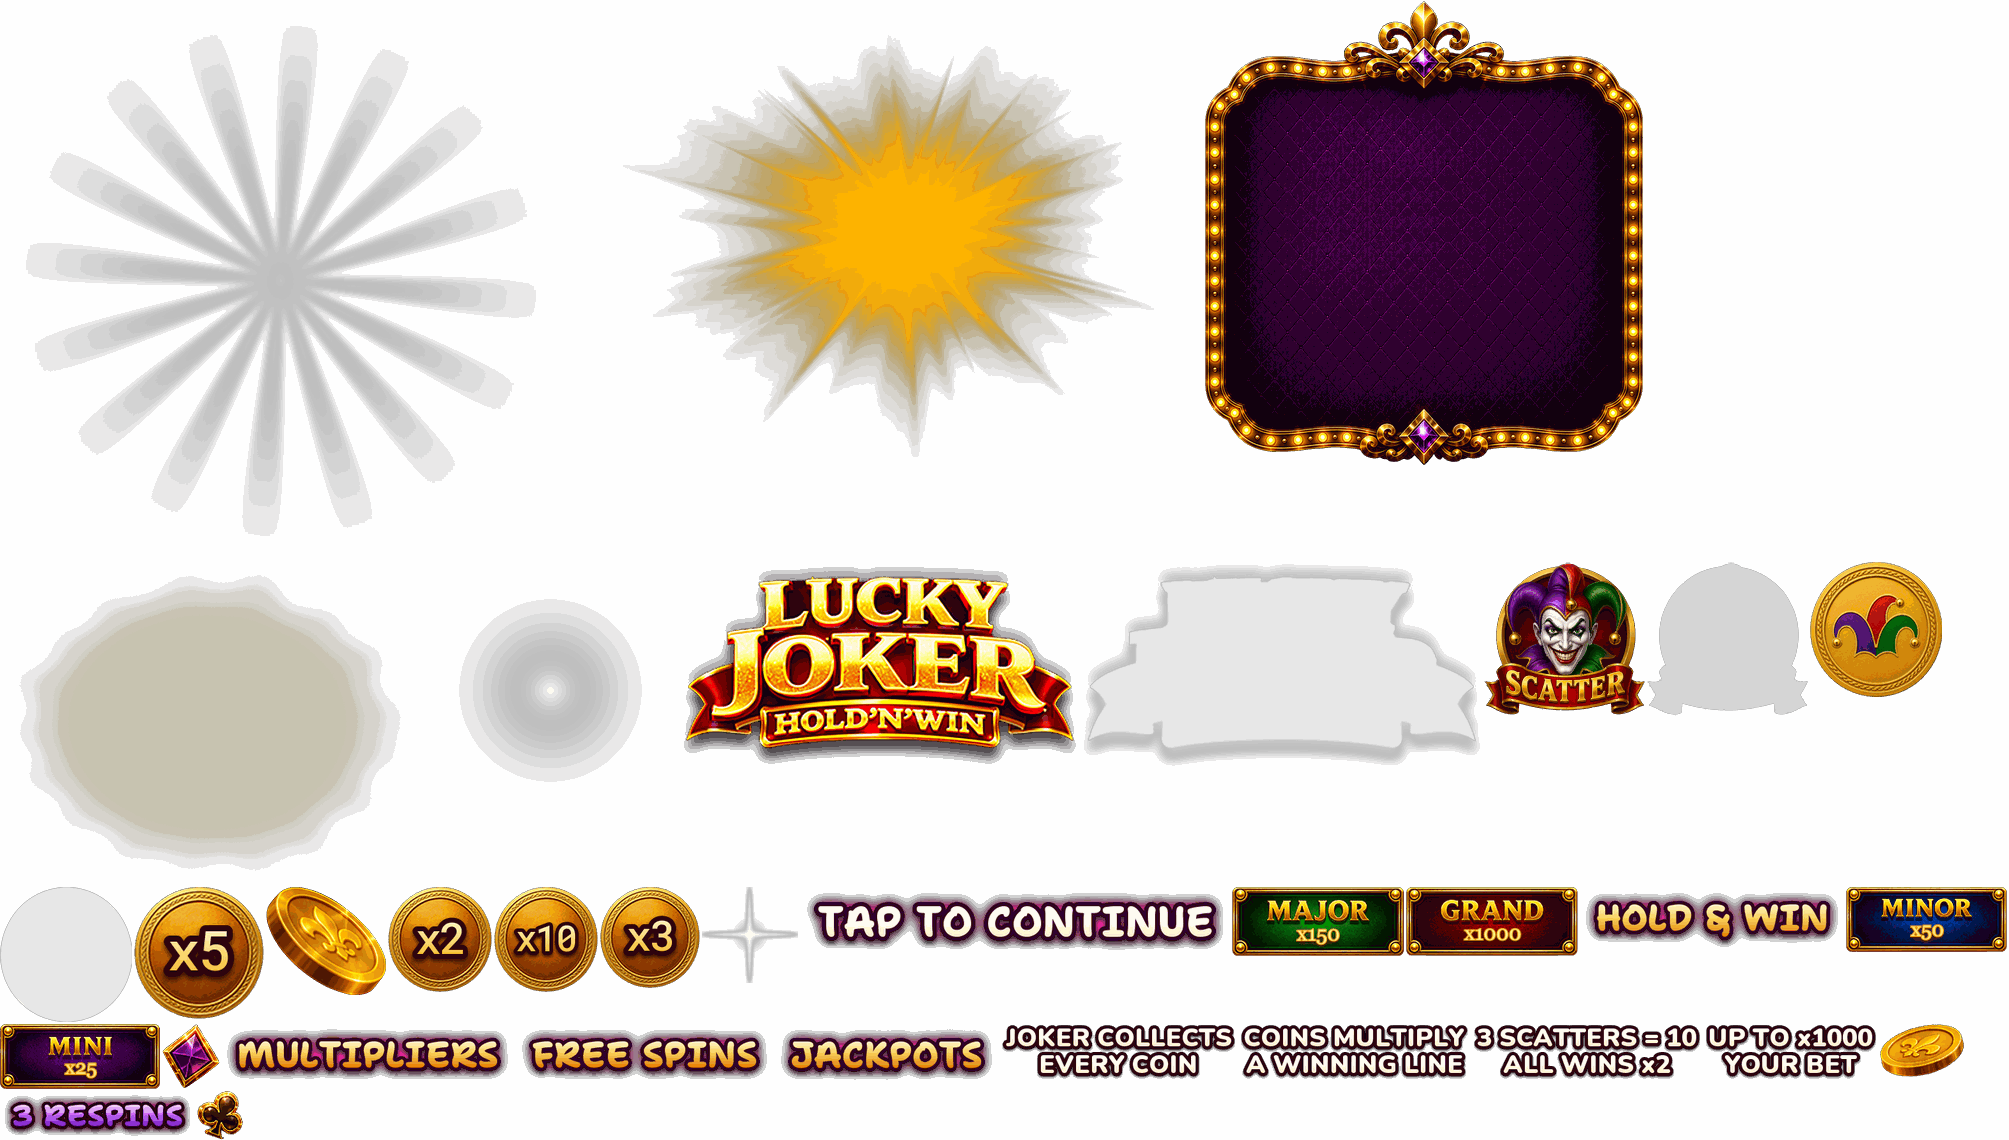 LUCKY
JOKER
HOLD'N'WIN
SCATTER
x5
x2
x10
x3
TAP TO CONTINUE
MAJOR
x150
GRAND
x1000
HOLD & WIN
MINOR
x50
MINI
x25
MULTIPLIERS
FREE SPINS
JACKPOTS
JOKER COLLECTS
EVERY COIN
COINS MULTIPLY
A WINNING LINE
3 SCATTERS = 10
ALL WINS x2
UP TO x1000
YOUR BET
3 RESPINS